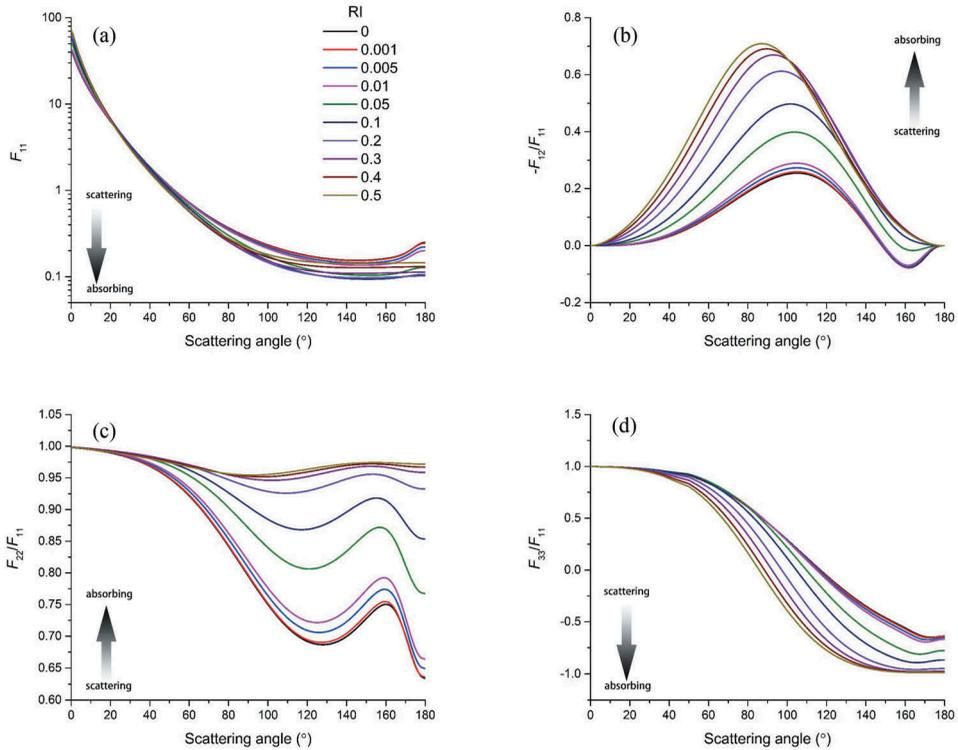 (a)
RI
0
0.001
0.005
0.01
0.05
0.1
0.2
0.3
0.4
0.5
100
10
1
0.1
F11
scattering
absorbing
0 20 40 60 80 100 120 140 160 180
Scattering angle (°)
(b)
absorbing
scattering
0.8
0.6
0.4
0.2
0.0
-0.2
-F12/F11
0 20 40 60 80 100 120 140 160 180
Scattering angle (°)
(c)
1.05
1.00
0.95
0.90
0.85
0.80
0.75
0.70
0.65
0.60
F22/F11
absorbing
scattering
0 20 40 60 80 100 120 140 160 180
Scattering angle (°)
(d)
1.5
1.0
0.5
0.0
-0.5
-1.0
F33/F11
scattering
absorbing
0 20 40 60 80 100 120 140 160 180
Scattering angle (°)